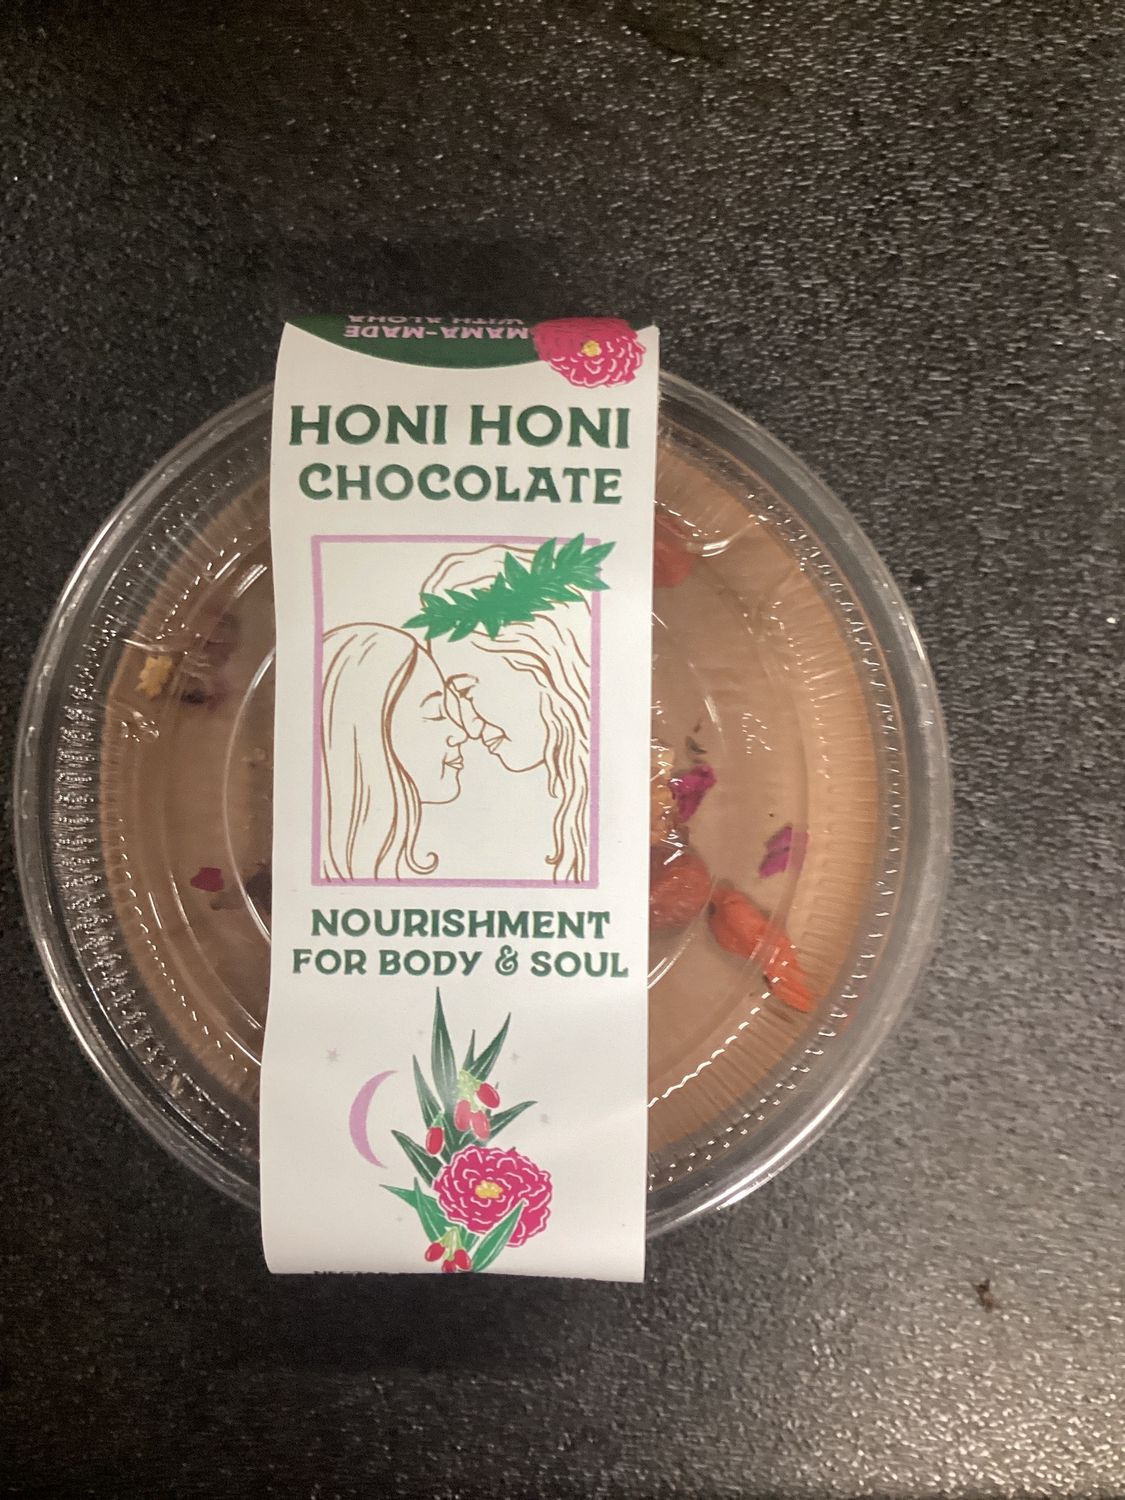 MAMA-MADE
WITH ALOHA
HONI HONI
CHOCOLATE
NOURISHMENT
FOR BODY & SOUL